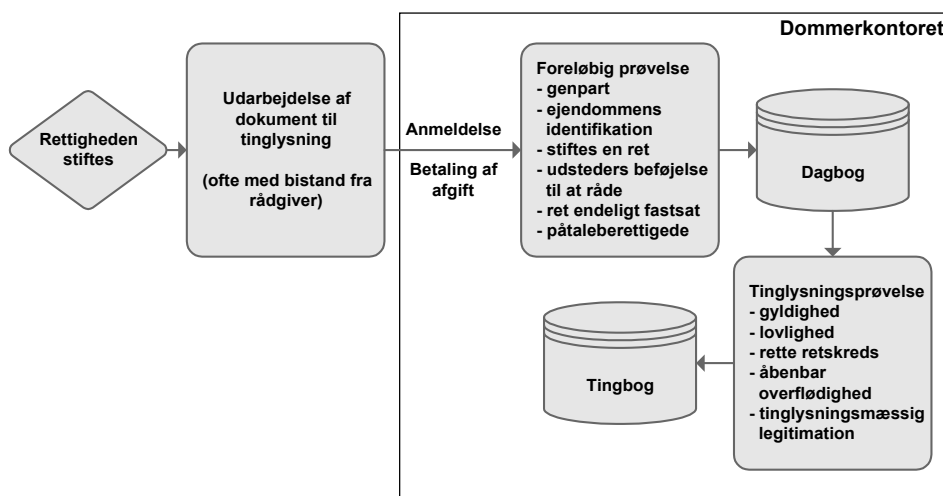 Dommerkontoret
Rettigheden
stiftes
Udarbejdelse af
dokument til
tinglysning
(ofte med bistand fra
rådgiver)
Anmeldelse
Betaling af
afgift
Foreløbig prøvelse
- genpart
- ejendommens
identifikation
- stiftes en ret
- udsteders beføjelse
til at råde
- ret endeligt fastsat
- påtaleberettigede
Dagbog
Tinglysningsprøvelse
- gyldighed
- lovlighed
- rette retskreds
- åbenbar
overflødighed
- tinglysningsmæssig
legitimation
Tingbog